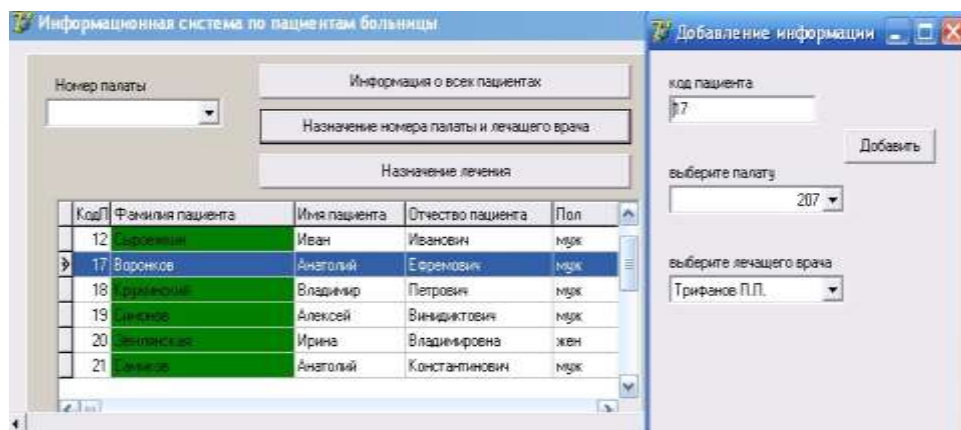 Информационная система по пациентам больницы
Номер палаты
Информация о всех пациентах
Назначение номера палаты и лечащего врача
Назначение лечения
КодП Фамилия пациента Имя пациента Отчество пациента Пол
12 Иван Иванович муж
17 Воронков Анатолий Ефремович муж
18 Владимир Петрович муж
19 Алексей Винидиктович муж
20 Ирина Владимировна жен
21 Анатолий Константинович муж
Добавление информации
код пациента
17
Добавить
выберите палату
207
выберите лечащего врача
Трифанов П.П.